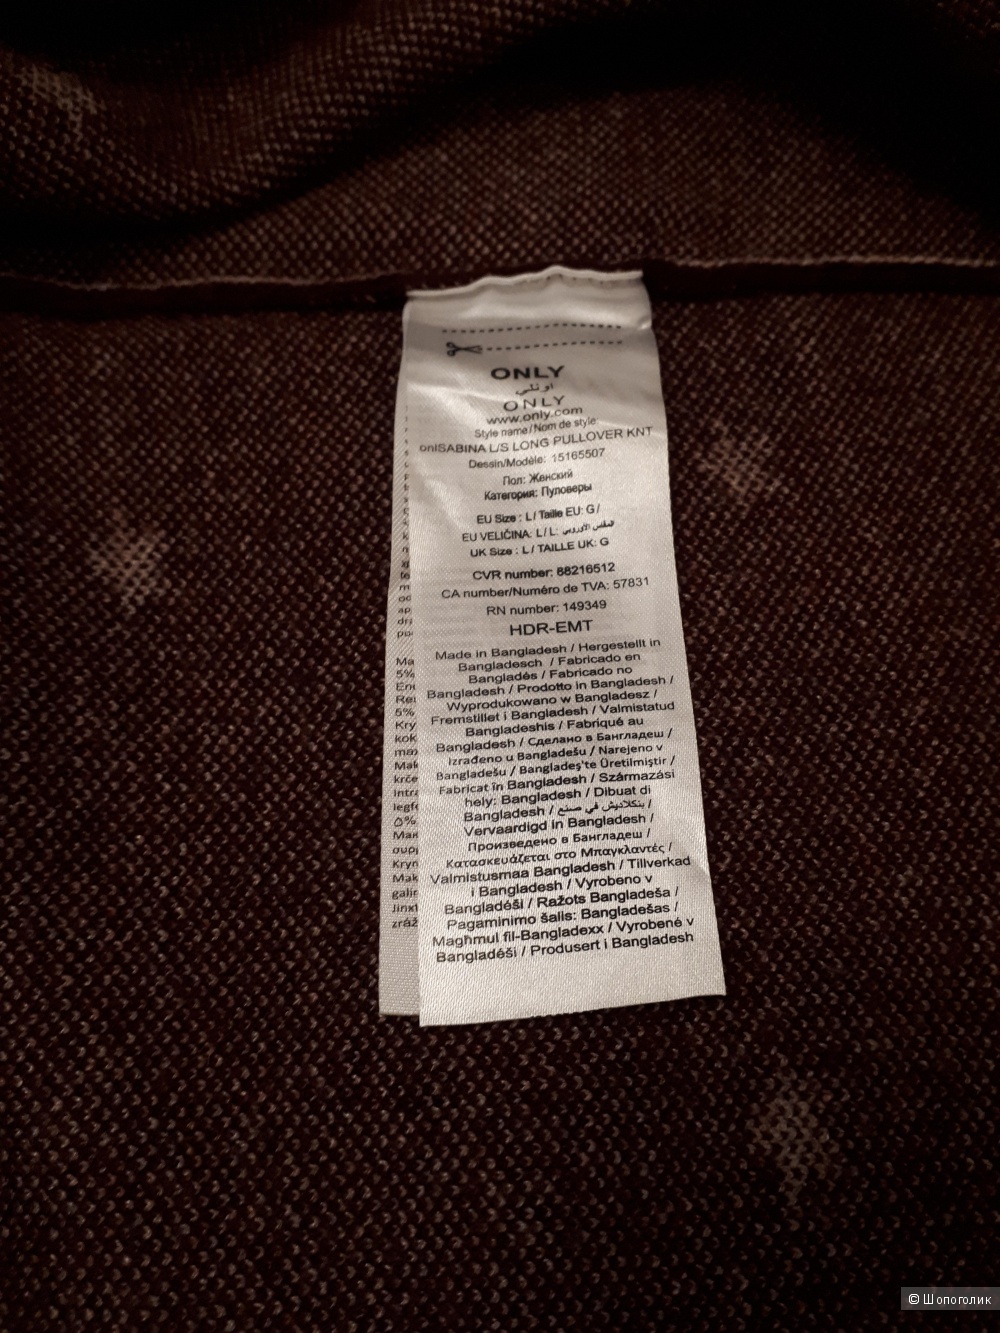 ONLY
اونلي
ONLY
www.only.com
Style name/Nom de style:
onlSABINA L/S LONG PULLOVER KNT
Dessin/Modèle: 15165507
Пол: Женский
Категория: Пуловеры
EU Size : L / Taille EU: G /
EU VELIČINA: L / L: المقاس الأوروبي
UK Size : L / TAILLE UK: G
CVR number: 88216512
CA number/Numéro de TVA: 57831
RN number: 149349
HDR-EMT
Made in Bangladesh / Hergestellt in
Bangladesch / Fabricado en
Bangladés / Fabricado no
Bangladesh / Prodotto in Bangladesh /
Wyprodukowano w Bangladesz /
Fremstillet i Bangladesh / Valmistatud
Bangladeshis / Fabriqué au
Bangladesh / Сделано в Бангладеш /
Izrađeno u Bangladešu / Narejeno v
Bangladešu / Bangladeş'te Üretilmiştir /
Fabricat în Bangladesh / Származási
hely: Bangladesh / Dibuat di
Bangladesh / بنكلاديش في صنع /
Vervaardigd in Bangladesh /
Произведено в Бангладеш /
Κατασκευάζεται στο Μπαγκλαντές /
Valmistusmaa Bangladesh / Tillverkad
i Bangladesh / Vyrobeno v
Bangladéši / Ražots Bangladeša /
Pagaminimo šalis: Bangladešas /
Magħmul fil-Bangladexx / Vyrobené v
Bangladéši / Produsert i Bangladesh
© Шопоголик